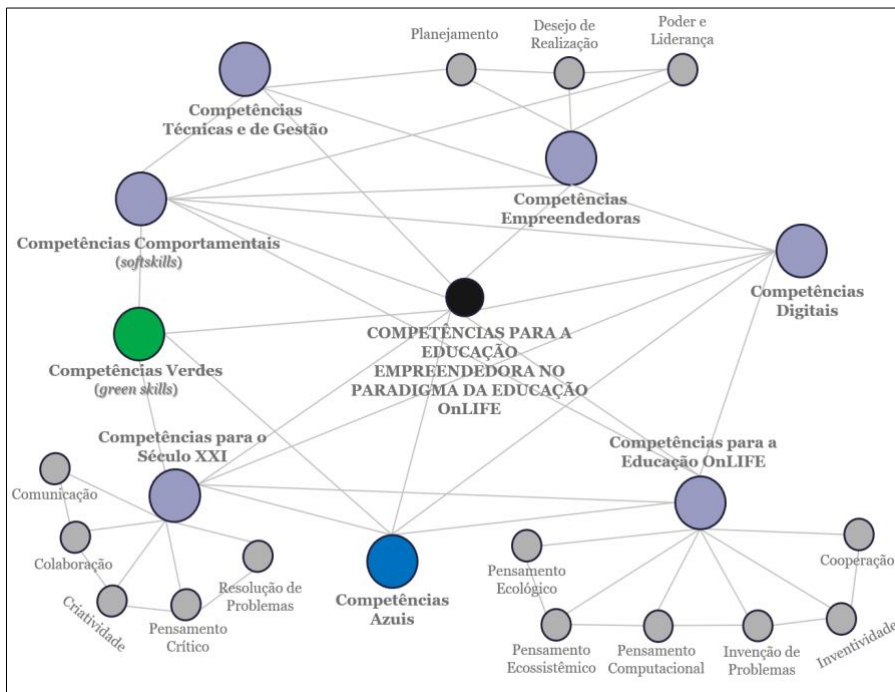 Planejamento
Desejo de
Realização
Poder e
Liderança
Competências
Técnicas e de Gestão
Competências
Empreendedoras
Competências Comportamentais
(softskills)
Competências
Digitais
COMPETÊNCIAS PARA A
EDUCAÇÃO
EMPREENDEDORA NO
PARADIGMA DA EDUCAÇÃO
OnLIFE
Competências Verdes
(green skills)
Competências para o
Século XXI
Competências para a
Educação OnLIFE
Comunicação
Colaboração
Criatividade
Pensamento
Crítico
Resolução de
Problemas
Competências
Azuis
Pensamento
Ecológico
Pensamento
Ecossistêmico
Pensamento
Computacional
Invenção de
Problemas
Inventividade
Cooperação